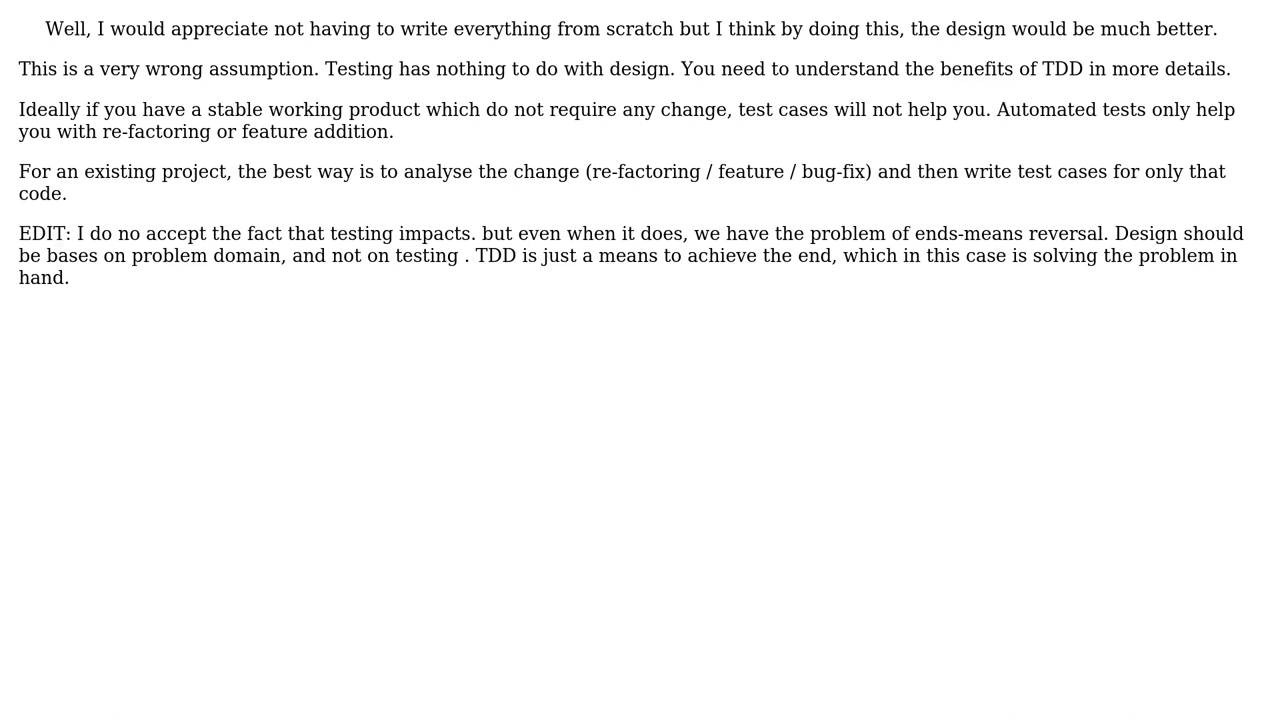 Well, I would appreciate not having to write everything from scratch but I think by doing this, the design would be much better.
This is a very wrong assumption. Testing has nothing to do with design. You need to understand the benefits of TDD in more details.
Ideally if you have a stable working product which do not require any change, test cases will not help you. Automated tests only help
you with re-factoring or feature addition.
For an existing project, the best way is to analyse the change (re-factoring / feature / bug-fix) and then write test cases for only that
code.
EDIT: I do no accept the fact that testing impacts. but even when it does, we have the problem of ends-means reversal. Design should
be bases on problem domain, and not on testing . TDD is just a means to achieve the end, which in this case is solving the problem in
hand.